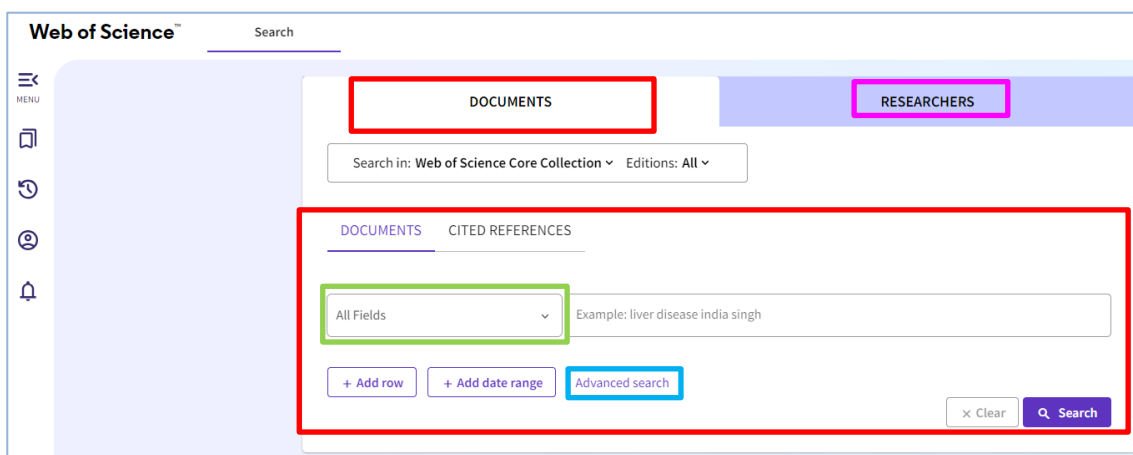 Web of Science™ Search
MENU
DOCUMENTS RESEARCHERS
Search in: Web of Science Core Collection Editions: All
DOCUMENTS CITED REFERENCES
All Fields Example: liver disease india singh
+ Add row + Add date range Advanced search
× Clear Search